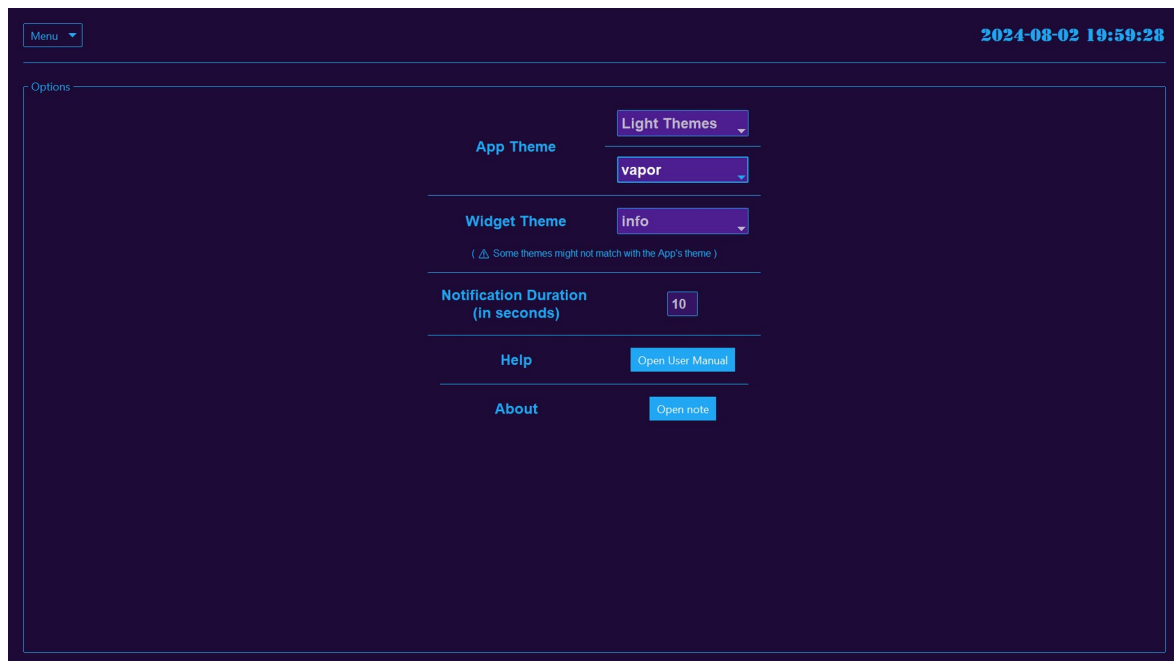 Menu
2024-08-02 19:59:28
Options
App Theme
Light Themes
vapor
Widget Theme
info
( ⚠ Some themes might not match with the App's theme )
Notification Duration
(in seconds)
10
Help
Open User Manual
About
Open note